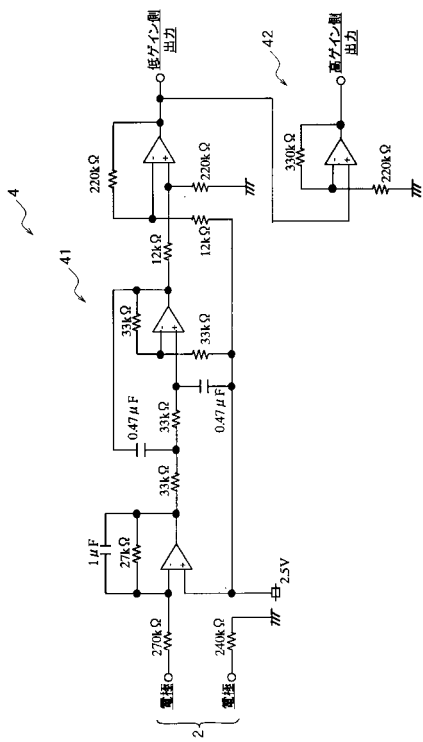 4
41
42
2
電極
電極
270kΩ
240kΩ
1μF
27kΩ
2.5V
33kΩ
33kΩ
0.47μF
0.47μF
33kΩ
33kΩ
12kΩ
12kΩ
220kΩ
220kΩ
低ゲイン側
出力
330kΩ
220kΩ
高ゲイン側
出力